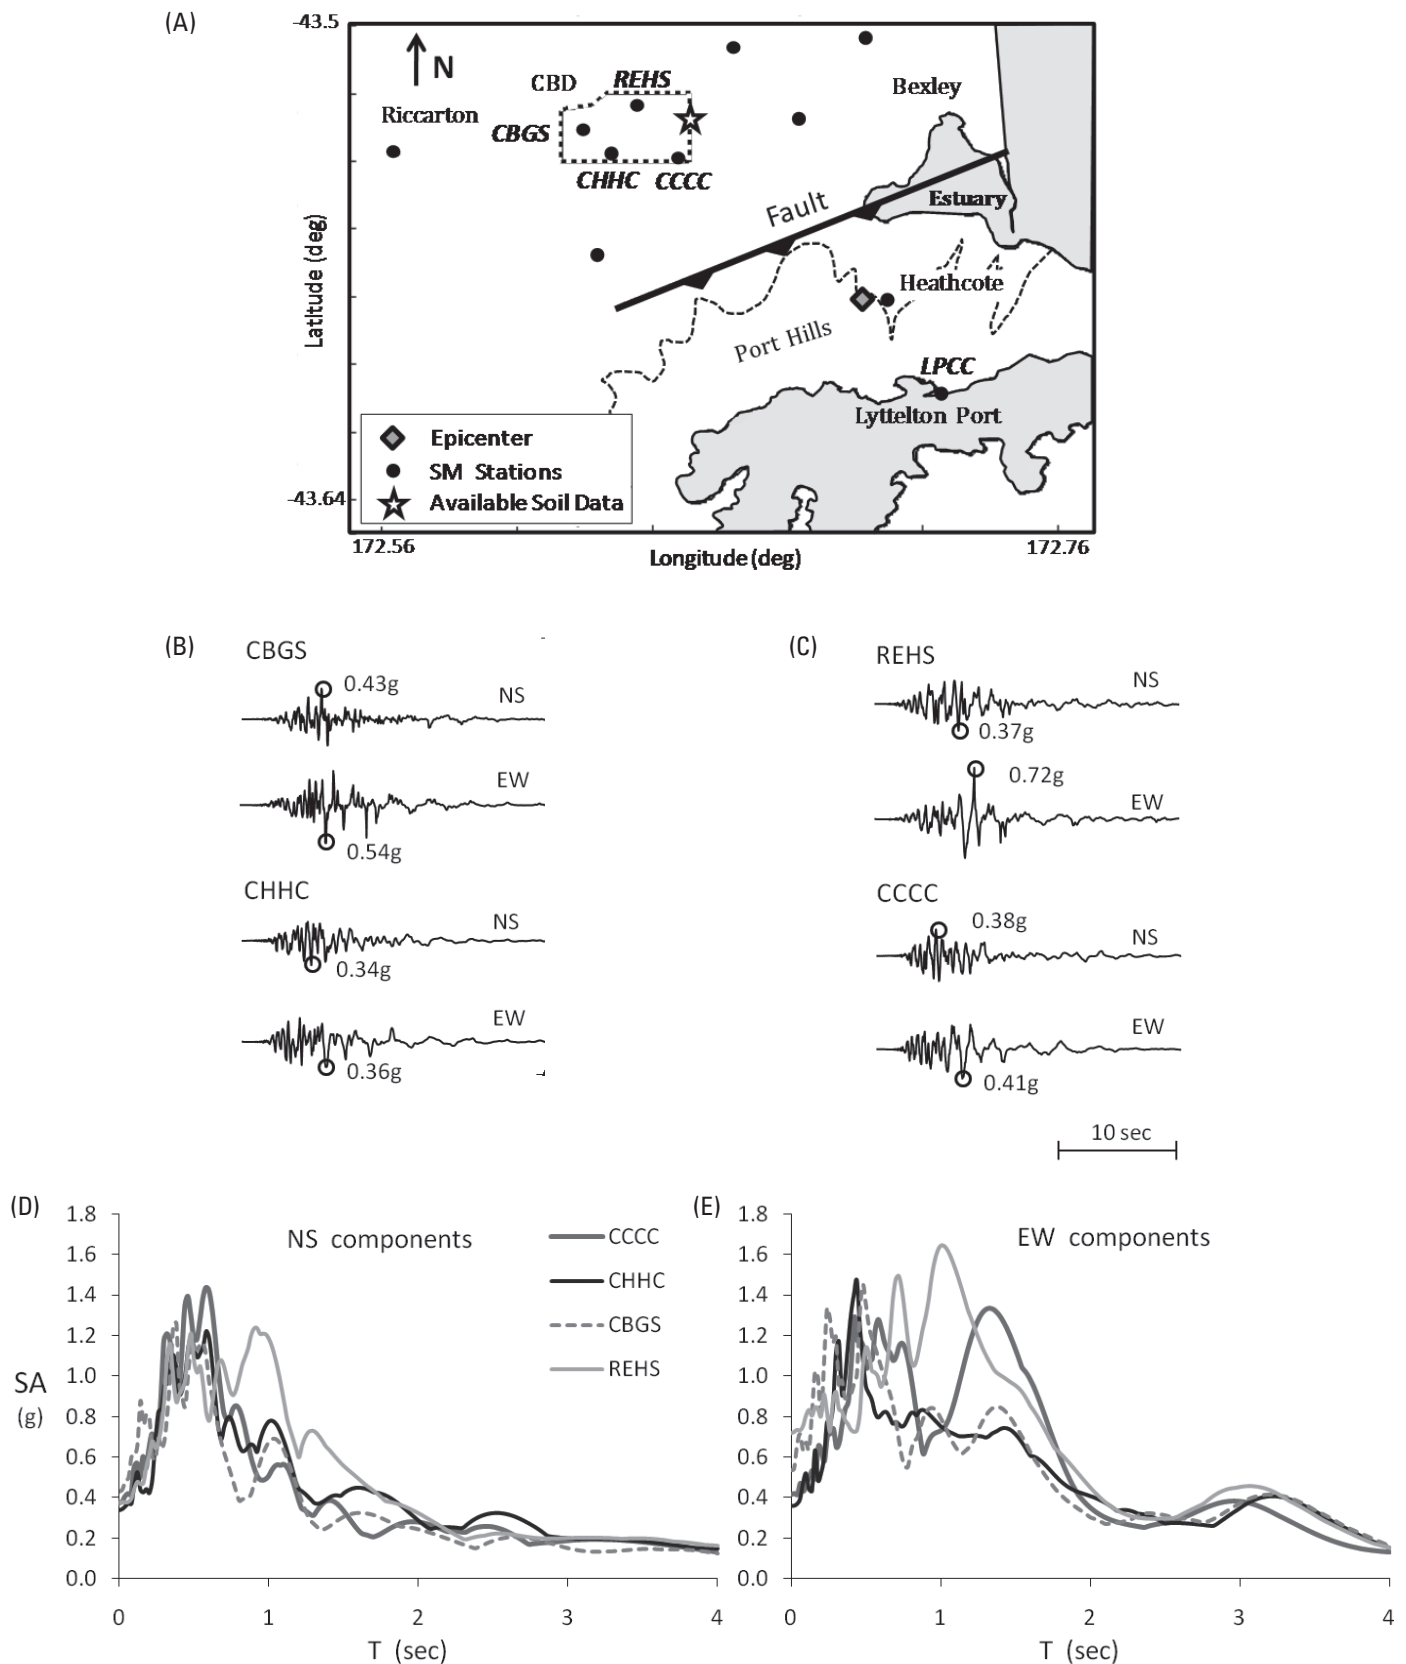 (A)
-43.5
N
CBD
REHS
Bexley
Riccarton
CBGS
CHHC CCCC
Fault
Estuary
Latitude (deg)
Heathcote
Port Hills
LPCC
Lyttelton Port
Epicenter
SM Stations
Available Soil Data
-43.64
172.56
172.76
Longitude (deg)
(B)
CBGS
0.43g
NS
EW
0.54g
CHHC
NS
0.34g
EW
0.36g
(C)
REHS
NS
0.37g
0.72g
EW
CCCC
0.38g
NS
EW
0.41g
10 sec
(D)
1.8
1.6
1.4
1.2
1.0
0.8
0.6
0.4
0.2
0.0
SA
(g)
NS components
CCCC
CHHC
CBGS
REHS
0 1 2 3 4
T (sec)
(E)
1.8
1.6
1.4
1.2
1.0
0.8
0.6
0.4
0.2
0.0
EW components
0 1 2 3 4
T (sec)